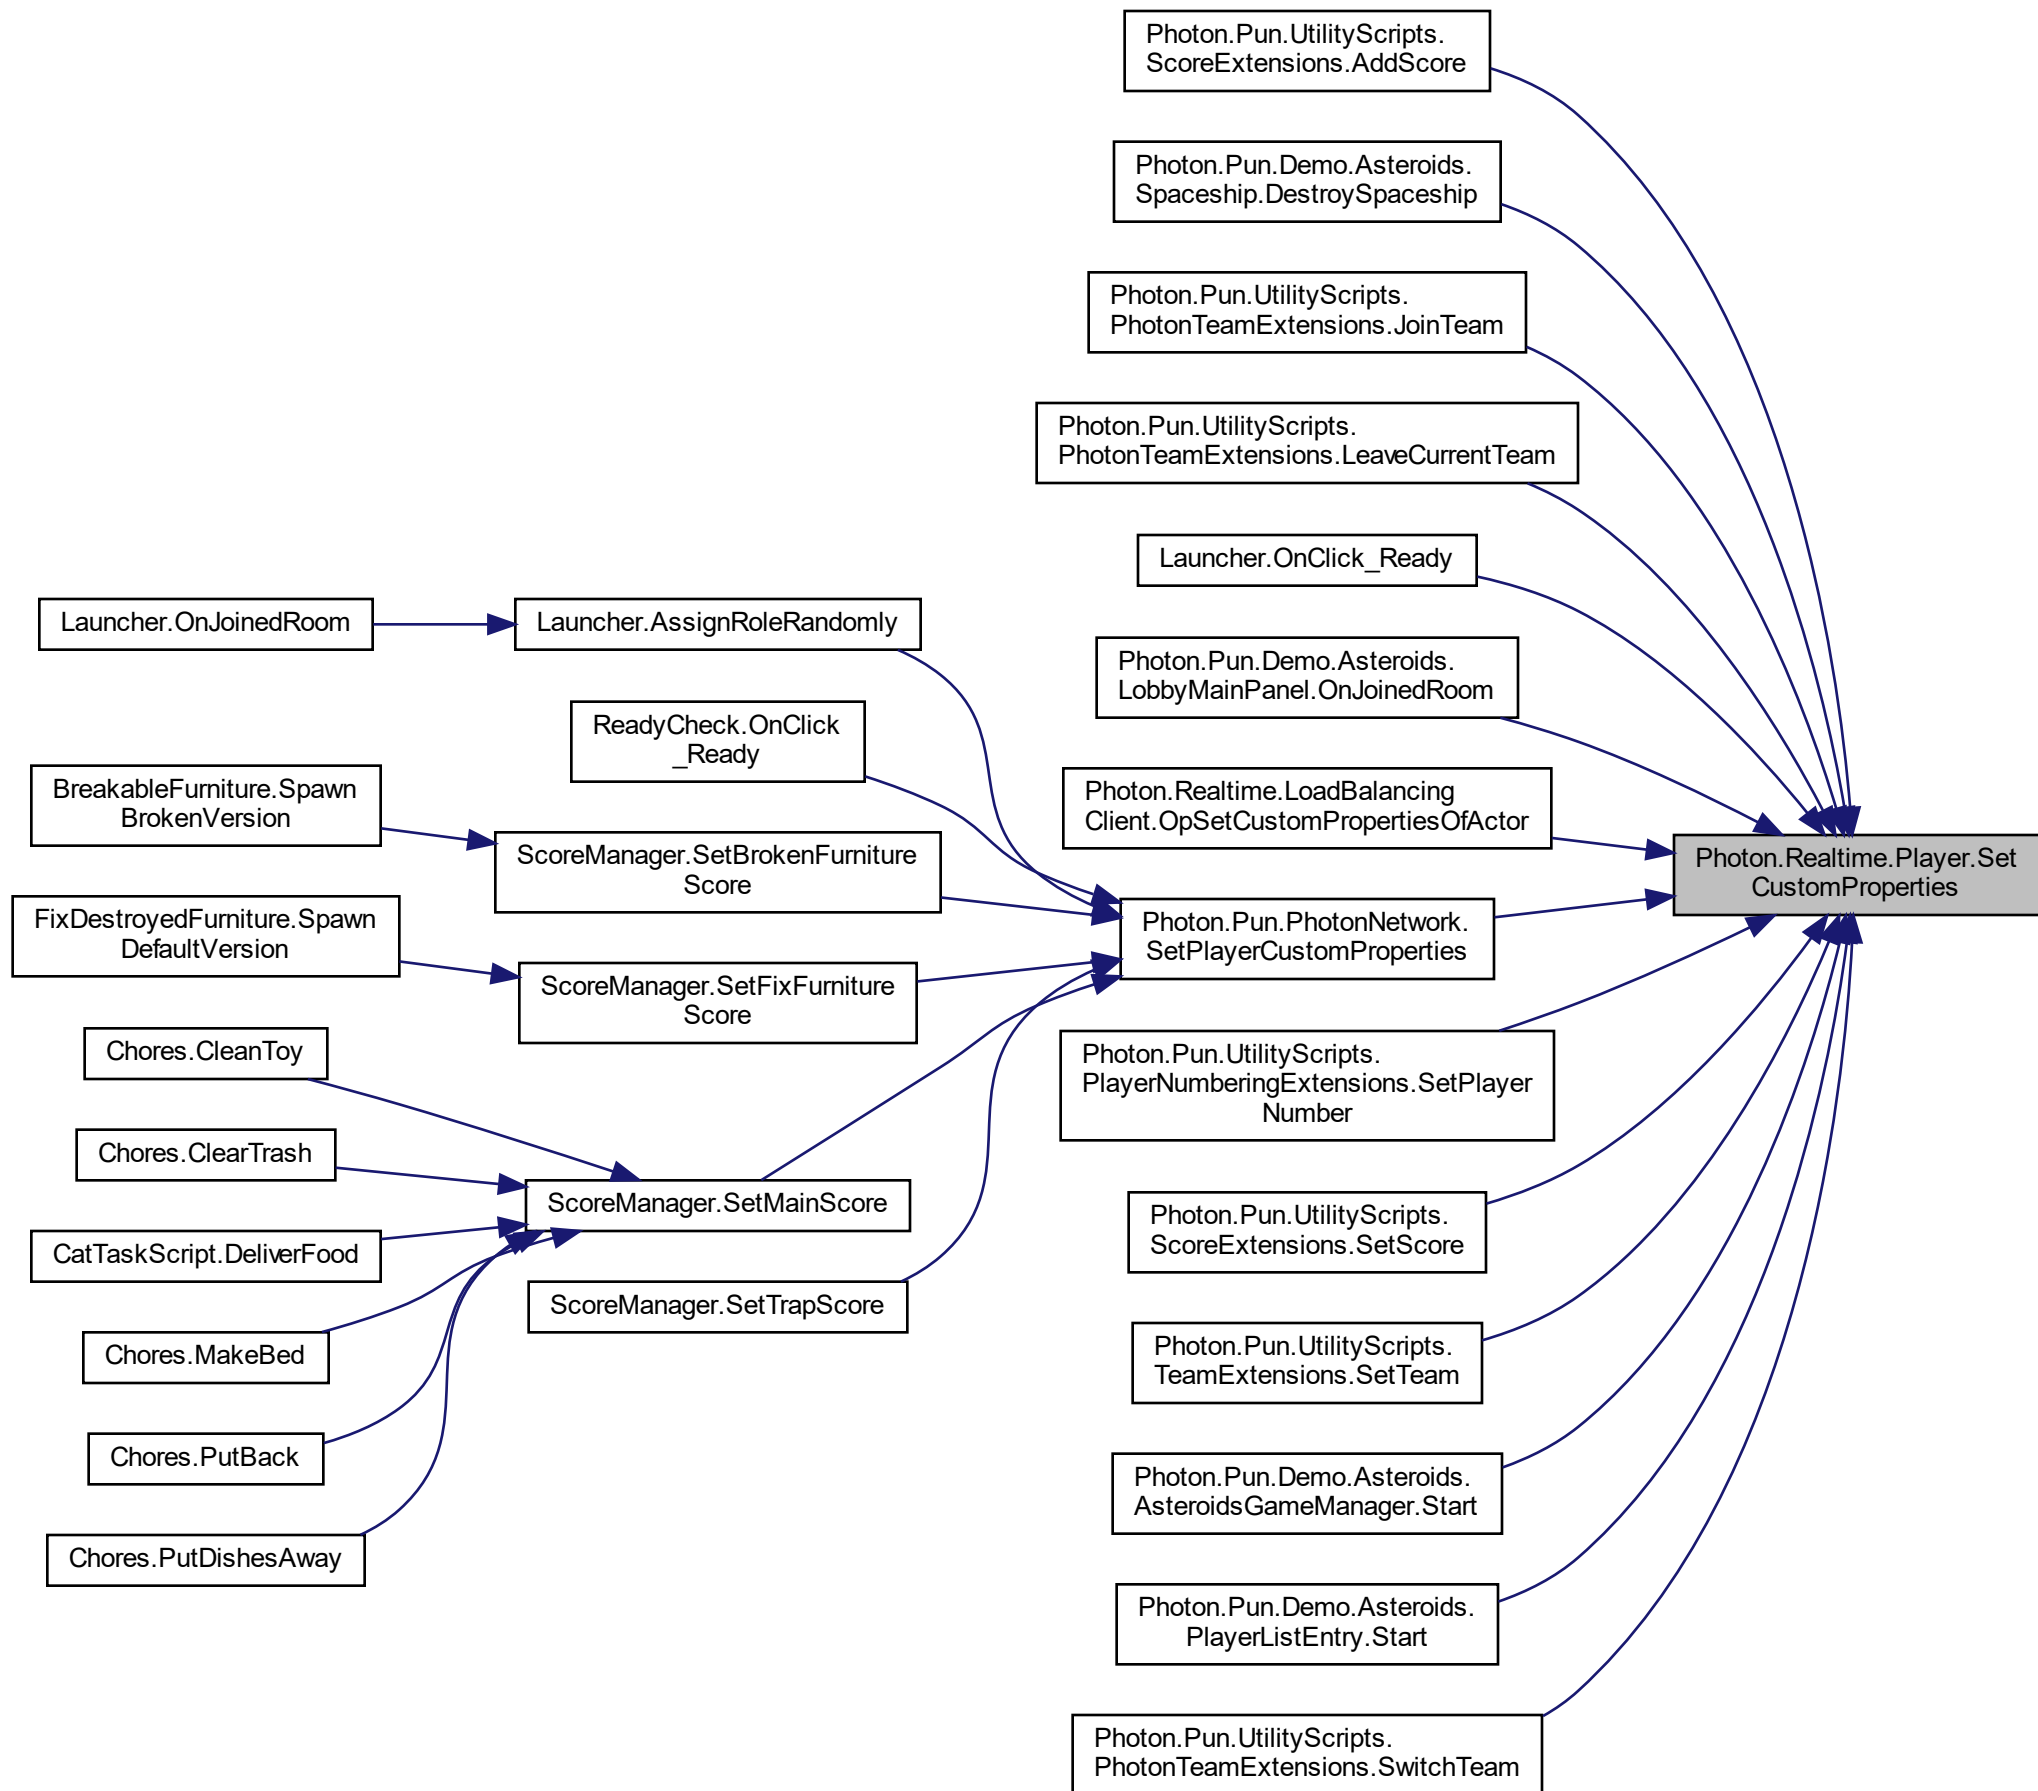 Photon.Pun.UtilityScripts.
ScoreExtensions.AddScore
Photon.Pun.Demo.Asteroids.
Spaceship.DestroySpaceship
Photon.Pun.UtilityScripts.
PhotonTeamExtensions.JoinTeam
Photon.Pun.UtilityScripts.
PhotonTeamExtensions.LeaveCurrentTeam
Launcher.OnClick_Ready
Launcher.OnJoinedRoom
Launcher.AssignRoleRandomly
Photon.Pun.Demo.Asteroids.
LobbyMainPanel.OnJoinedRoom
ReadyCheck.OnClick
_Ready
BreakableFurniture.Spawn
BrokenVersion
Photon.Realtime.LoadBalancing
Client.OpSetCustomPropertiesOfActor
ScoreManager.SetBrokenFurniture
Score
Photon.Realtime.Player.Set
CustomProperties
FixDestroyedFurniture.Spawn
DefaultVersion
Photon.Pun.PhotonNetwork.
SetPlayerCustomProperties
ScoreManager.SetFixFurniture
Score
Chores.CleanToy
Photon.Pun.UtilityScripts.
PlayerNumberingExtensions.SetPlayer
Number
Chores.ClearTrash
ScoreManager.SetMainScore
Photon.Pun.UtilityScripts.
ScoreExtensions.SetScore
CatTaskScript.DeliverFood
ScoreManager.SetTrapScore
Chores.MakeBed
Photon.Pun.UtilityScripts.
TeamExtensions.SetTeam
Chores.PutBack
Photon.Pun.Demo.Asteroids.
AsteroidsGameManager.Start
Chores.PutDishesAway
Photon.Pun.Demo.Asteroids.
PlayerListEntry.Start
Photon.Pun.UtilityScripts.
PhotonTeamExtensions.SwitchTeam